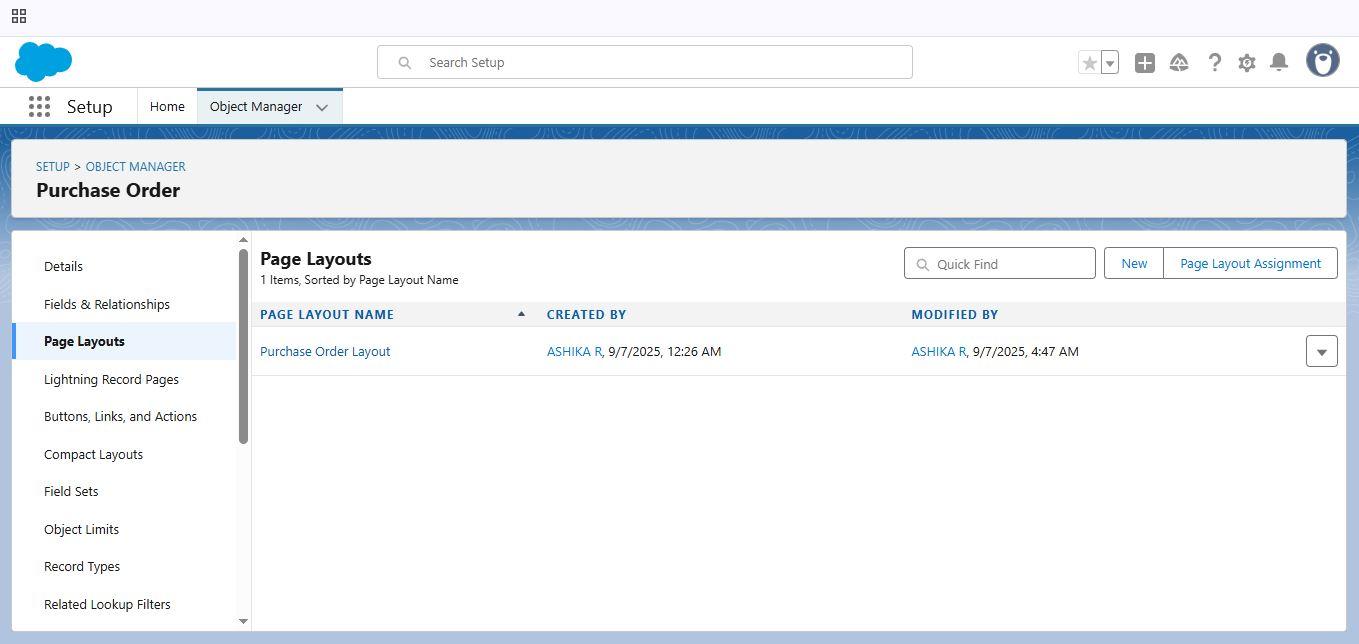 Search Setup
Setup
Home
Object Manager
SETUP > OBJECT MANAGER
Purchase Order
Details
Fields & Relationships
Page Layouts
Lightning Record Pages
Buttons, Links, and Actions
Compact Layouts
Field Sets
Object Limits
Record Types
Related Lookup Filters
Page Layouts
1 Items, Sorted by Page Layout Name
Quick Find
New
Page Layout Assignment
PAGE LAYOUT NAME CREATED BY MODIFIED BY
Purchase Order Layout ASHIKA R, 9/7/2025, 12:26 AM ASHIKA R, 9/7/2025, 4:47 AM